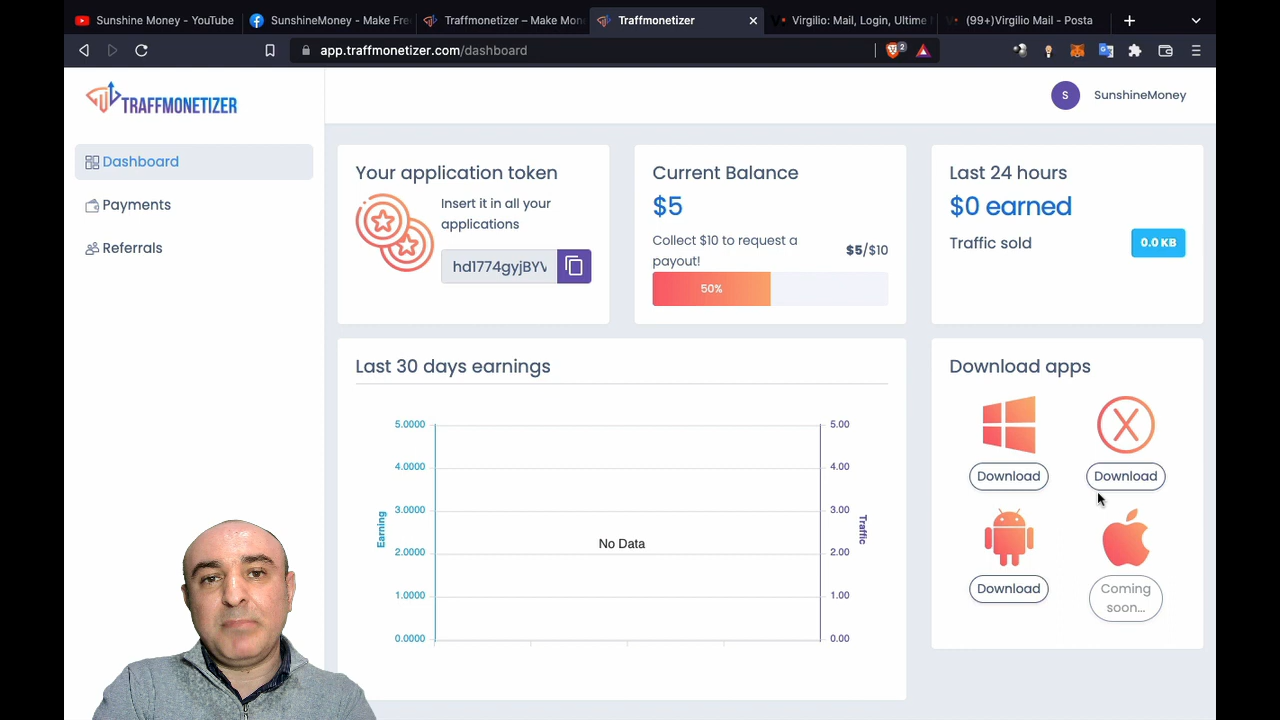 Sunshine Money - YouTube
SunshineMoney - Make Fre
Traffmonetizer – Make Mon
Traffmonetizer
Virgilio: Mail, Login, Ultime
(99+)Virgilio Mail - Posta
app.traffmonetizer.com/dashboard
2
TRAFFMONETIZER
S
SunshineMoney
Dashboard
Payments
Referrals
Your application token
Insert it in all your
applications
hd1774gyjBYV
Current Balance
$5
Collect $10 to request a
payout!
$5/$10
50%
Last 24 hours
$0 earned
Traffic sold
0.0 KB
Last 30 days earnings
5.0000
4.0000
3.0000
2.0000
1.0000
0.0000
Earning
No Data
5.00
4.00
3.00
2.00
1.00
0.00
Traffic
Download apps
Download
Download
Download
Coming
soon...